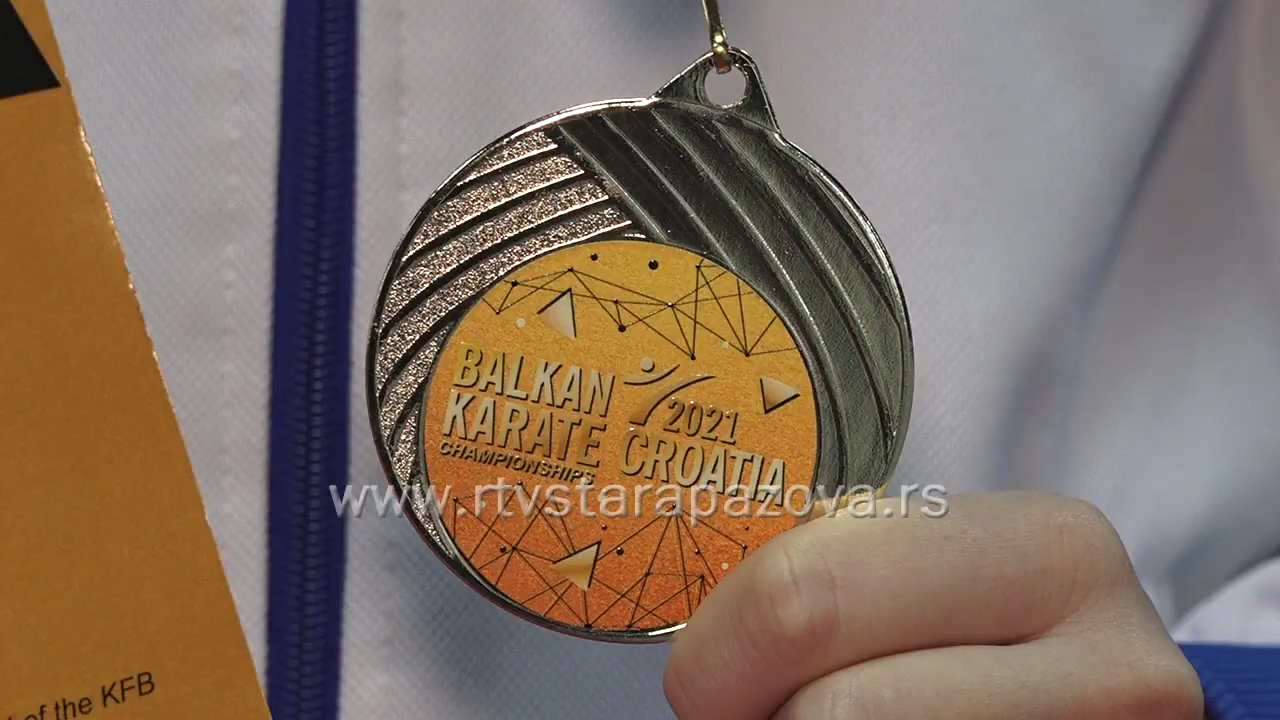 BALKAN
KARATE
CHAMPIONSHIPS
2021
CROATIA
www.rtvstarapazova.rs
of the KFB